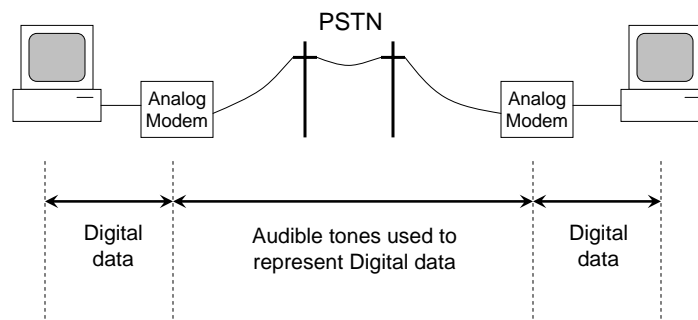 PSTN
Analog
Modem
Analog
Modem
Digital
data
Audible tones used to
represent Digital data
Digital
data